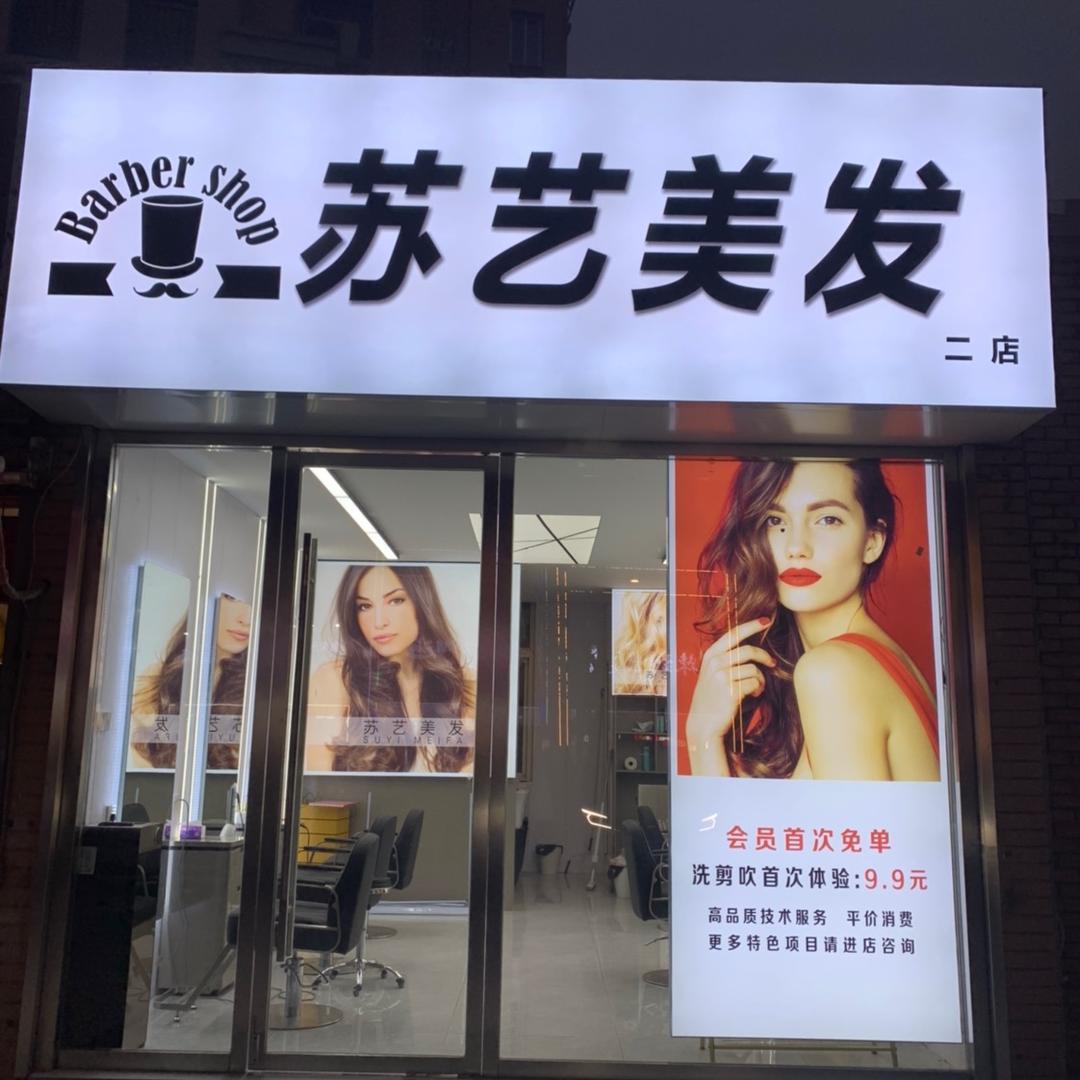 Barber shop
苏艺美发
二店
苏艺美发
SUYI MEIFA
会员首次免单
洗剪吹首次体验:9.9元
高品质技术服务 平价消费
更多特色项目请进店咨询